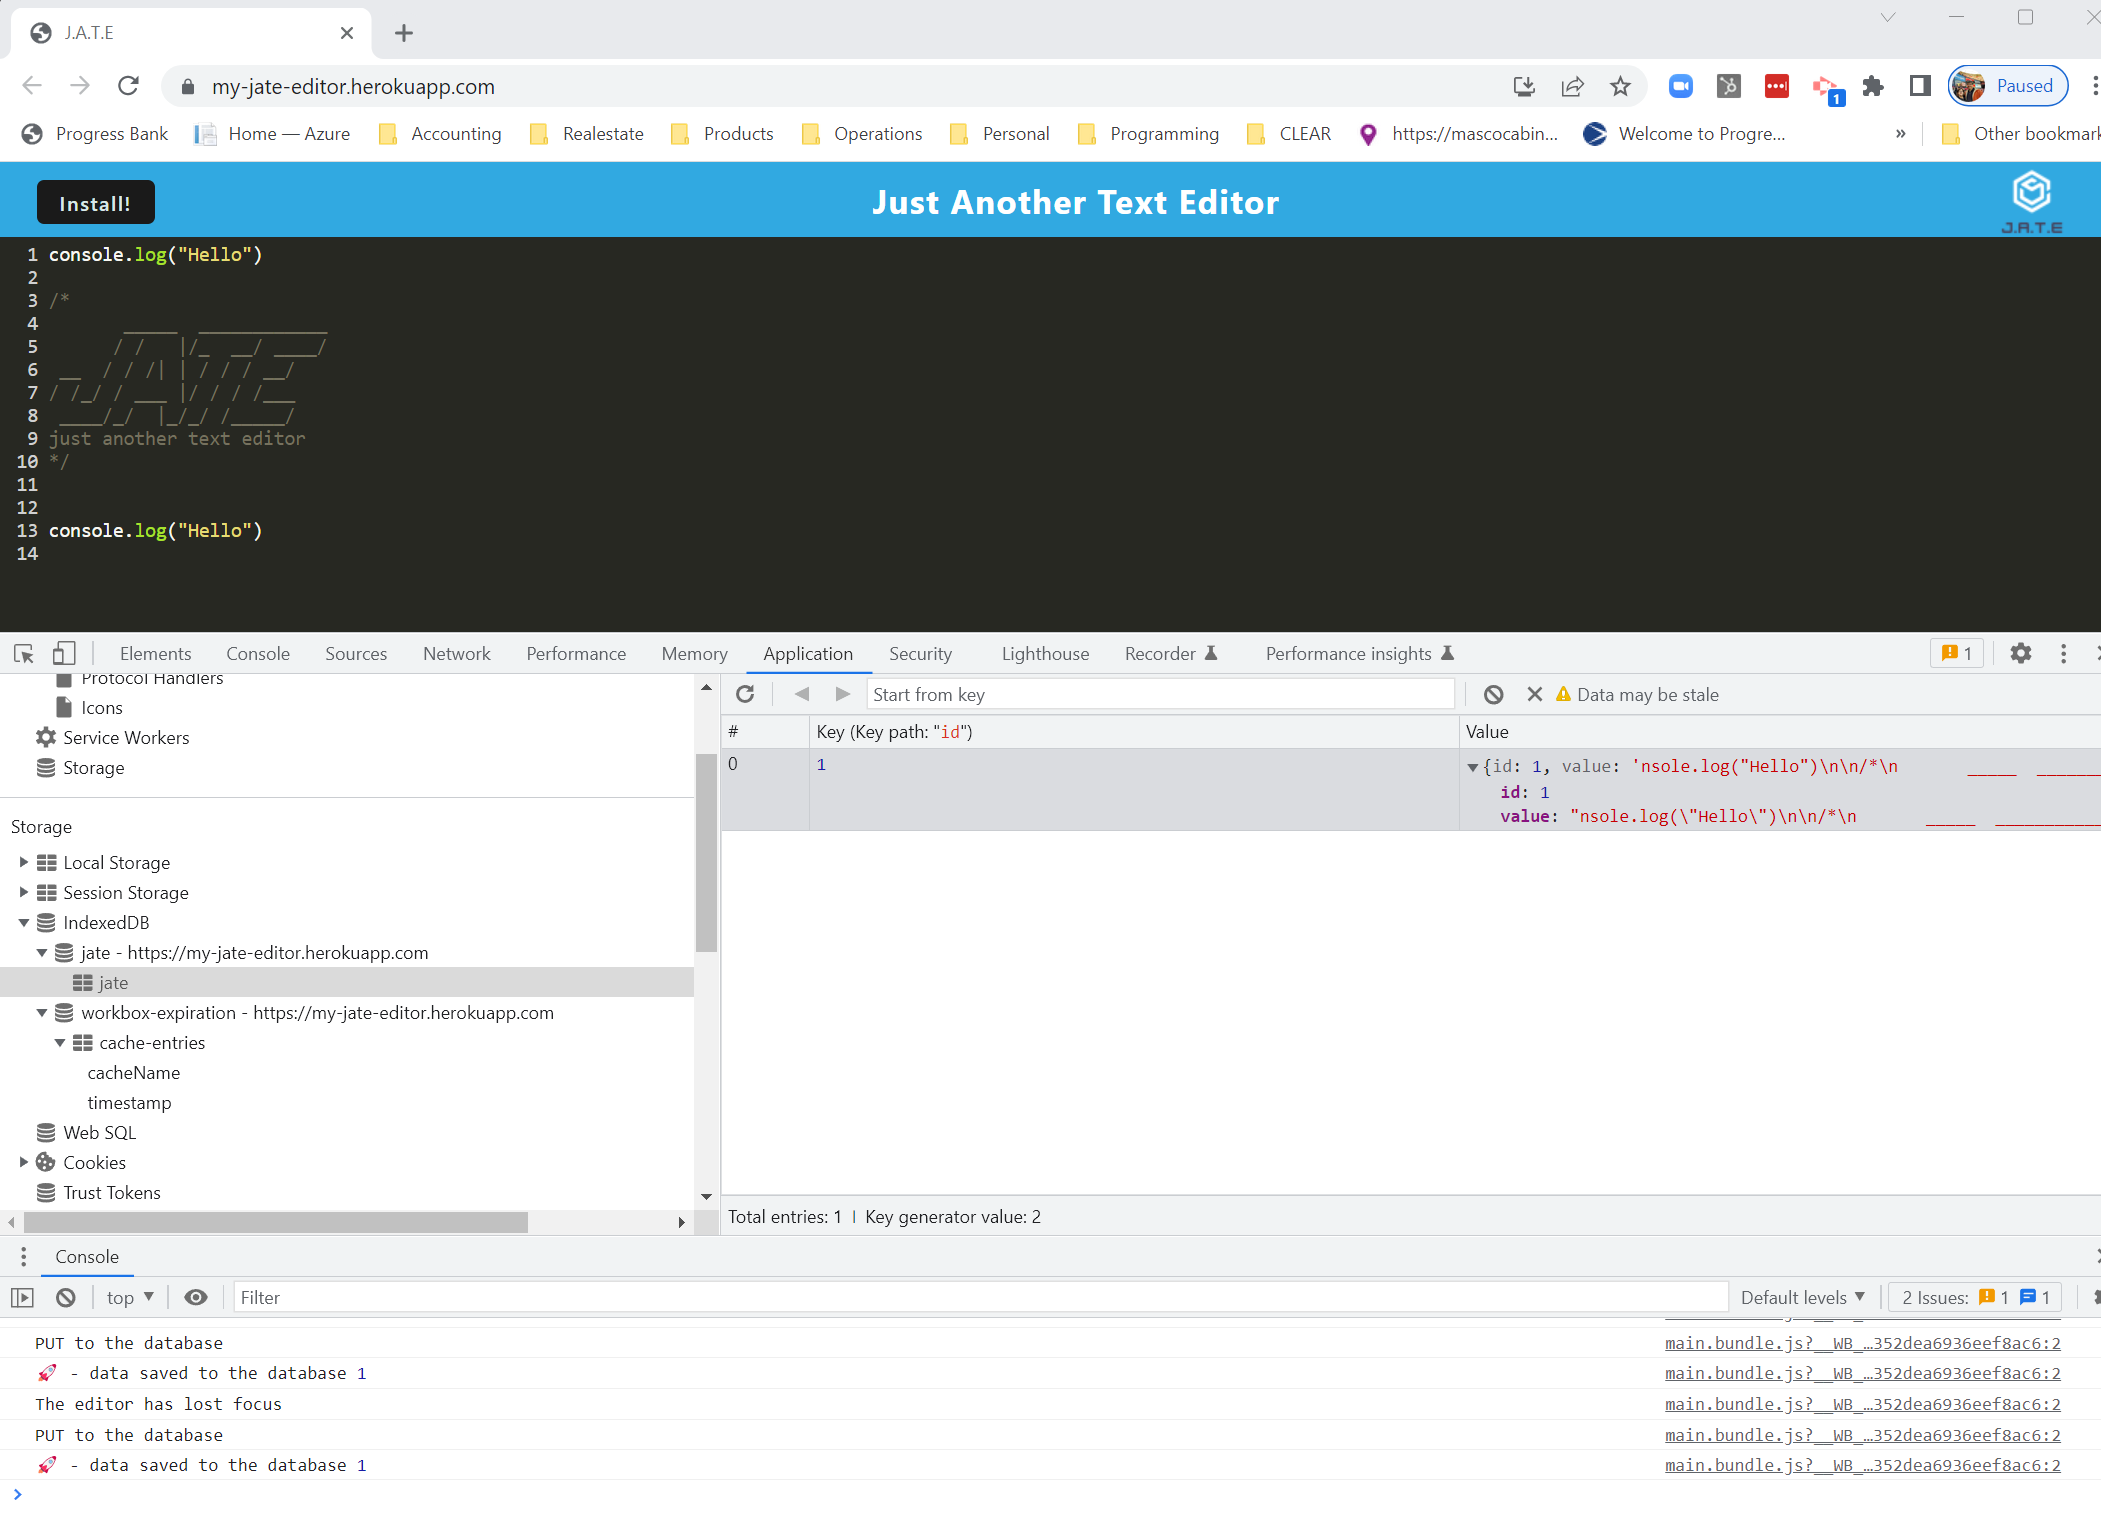 J.A.T.E
my-jate-editor.herokuapp.com
1
Paused
Progress Bank
Home — Azure
Accounting
Realestate
Products
Operations
Personal
Programming
CLEAR
https://mascocabin...
Welcome to Progre...
»
Other bookmark
Install!
Just Another Text Editor
J.A.T.E
1 console.log("Hello")
2
3 /*
4       _____  ____________
5      / /   |/_  __/ ____/
6  __  / / /| | / / / __/
7 / /_/ / ___ |/ / / /___
8  ____/_/  |_/_/ /_____/
9 just another text editor
10 */
11
12
13 console.log("Hello")
14
Elements Console Sources Network Performance Memory Application Security Lighthouse Recorder Performance insights
1
Protocol Handlers
Icons
Service Workers
Storage
Storage
Local Storage
Session Storage
IndexedDB
jate - https://my-jate-editor.herokuapp.com
jate
workbox-expiration - https://my-jate-editor.herokuapp.com
cache-entries
cacheName
timestamp
Web SQL
Cookies
Trust Tokens
Start from key
Data may be stale
# Key (Key path: "id") Value
0 1 {id: 1, value: 'nsole.log("Hello")\n\n/*\n       _____  _______
id: 1
value: "nsole.log(\"Hello\")\n\n/*\n       _____  ___________
Total entries: 1 Key generator value: 2
Console
top
Filter
Default levels
2 Issues: 1 1
PUT to the database main.bundle.js?__WB_…352dea6936eef8ac6:2
🚀 - data saved to the database 1 main.bundle.js?__WB_…352dea6936eef8ac6:2
The editor has lost focus main.bundle.js?__WB_…352dea6936eef8ac6:2
PUT to the database main.bundle.js?__WB_…352dea6936eef8ac6:2
🚀 - data saved to the database 1 main.bundle.js?__WB_…352dea6936eef8ac6:2